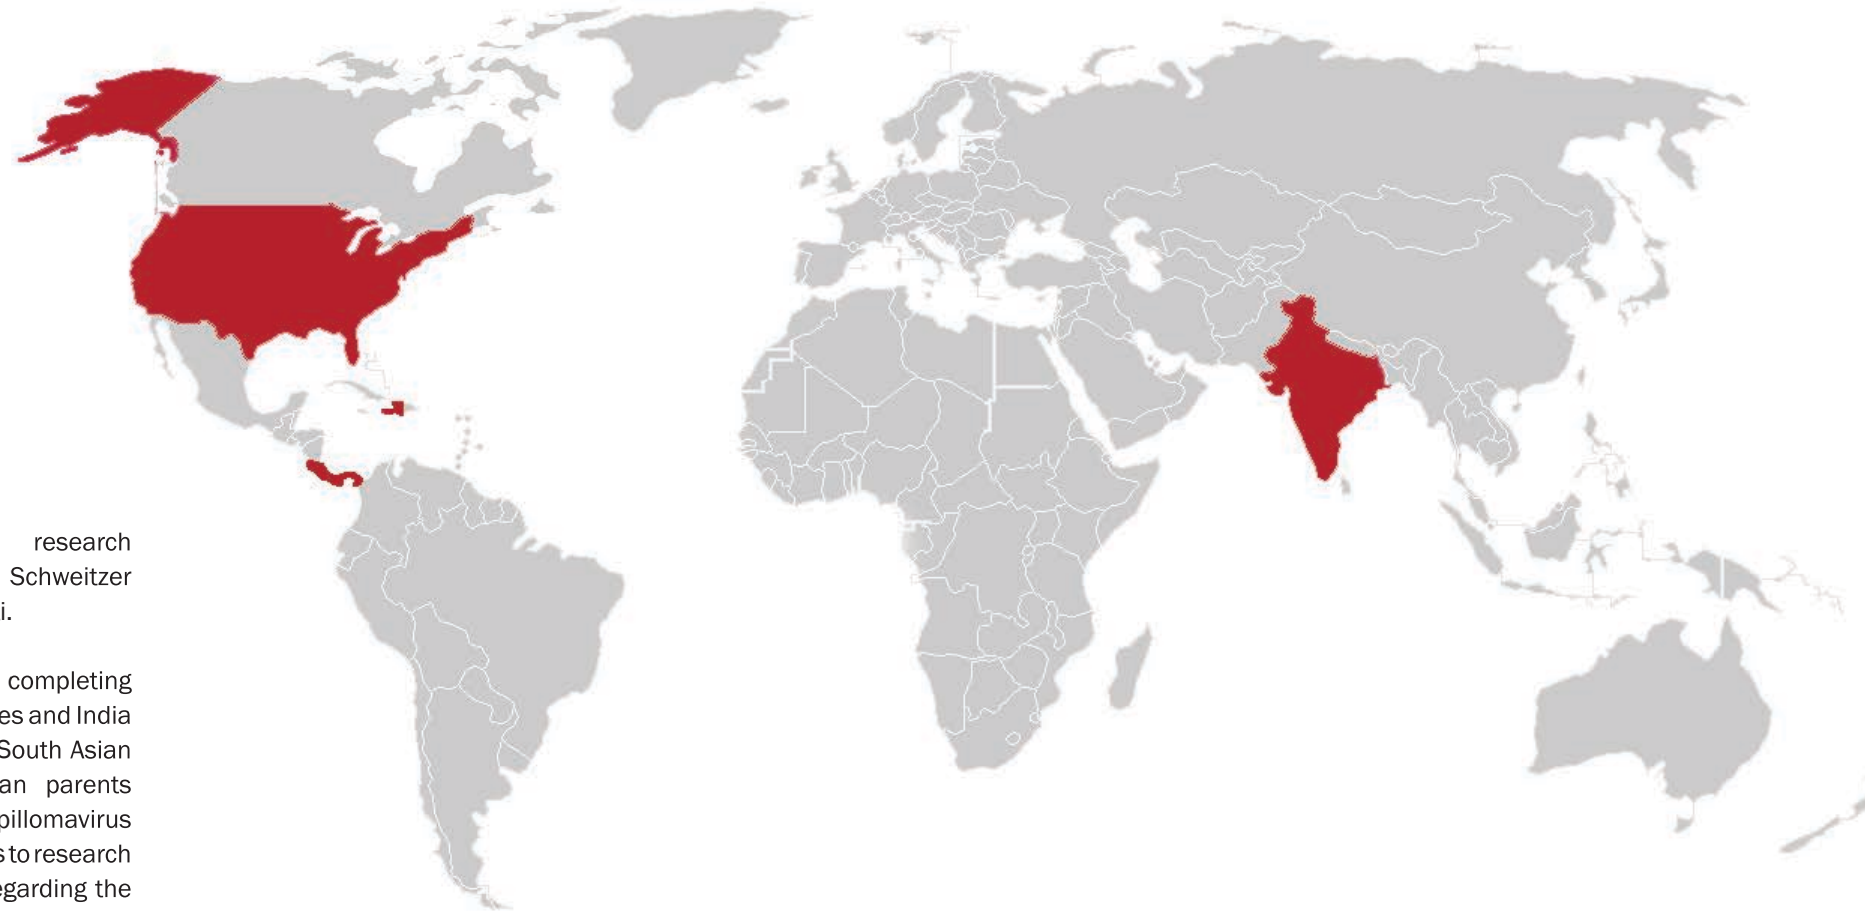 research
Schweitzer
i.
completing
es and India
South Asian
an parents
pillomavirus
s to research
egarding the